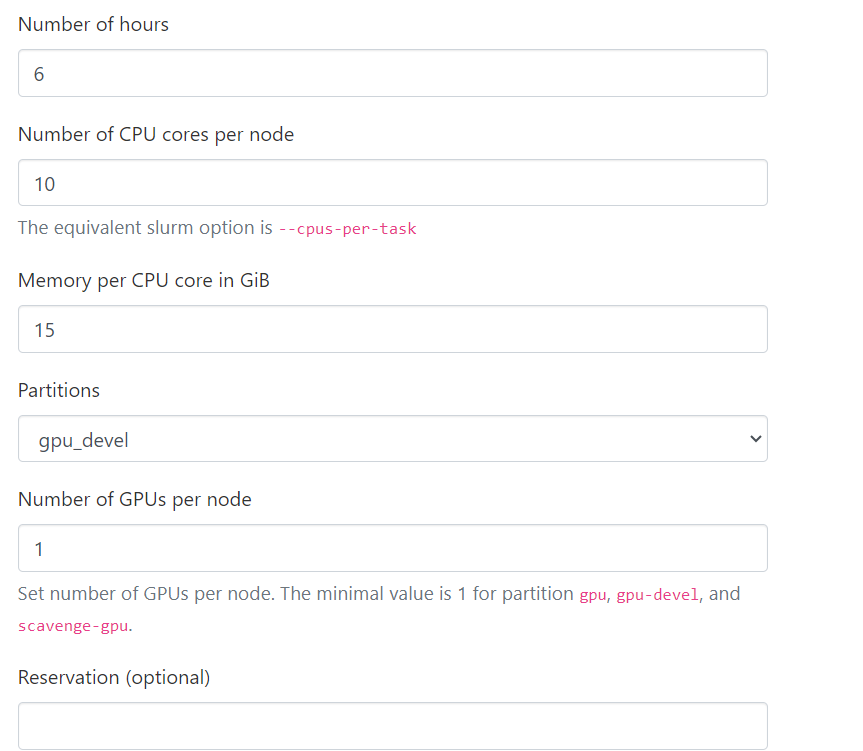 Number of hours
6
Number of CPU cores per node
10
The equivalent slurm option is --cpus-per-task
Memory per CPU core in GiB
15
Partitions
gpu_devel
Number of GPUs per node
1
Set number of GPUs per node. The minimal value is 1 for partition gpu, gpu-devel, and
scavenge-gpu.
Reservation (optional)